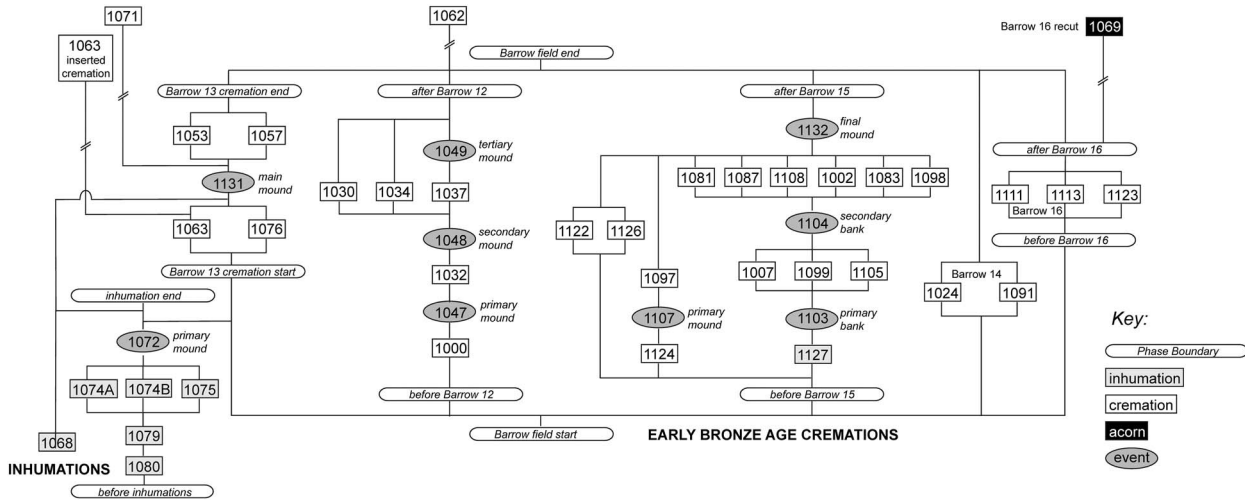 1071
1062
Barrow 16 recut
1069
1063
inserted
cremation
Barrow field end
Barrow 13 cremation end
after Barrow 12
after Barrow 15
1053
1057
1049
tertiary
mound
1132
final
mound
1131
main
mound
1030
1034
1037
1081
1087
1108
1002
1083
1098
after Barrow 16
1111
1113
1123
Barrow 16
1063
1076
1048
secondary
mound
1122
1126
1104
secondary
bank
before Barrow 16
Barrow 13 cremation start
1032
1097
1007
1099
1105
Barrow 14
1024
1091
inhumation end
1047
primary
mound
1107
primary
mound
1103
primary
bank
1072
primary
mound
1000
1124
1127
1074A
1074B
1075
before Barrow 12
before Barrow 15
1068
1079
Barrow field start
EARLY BRONZE AGE CREMATIONS
INHUMATIONS
1080
before inhumations
Key:
Phase Boundary
inhumation
cremation
acorn
event